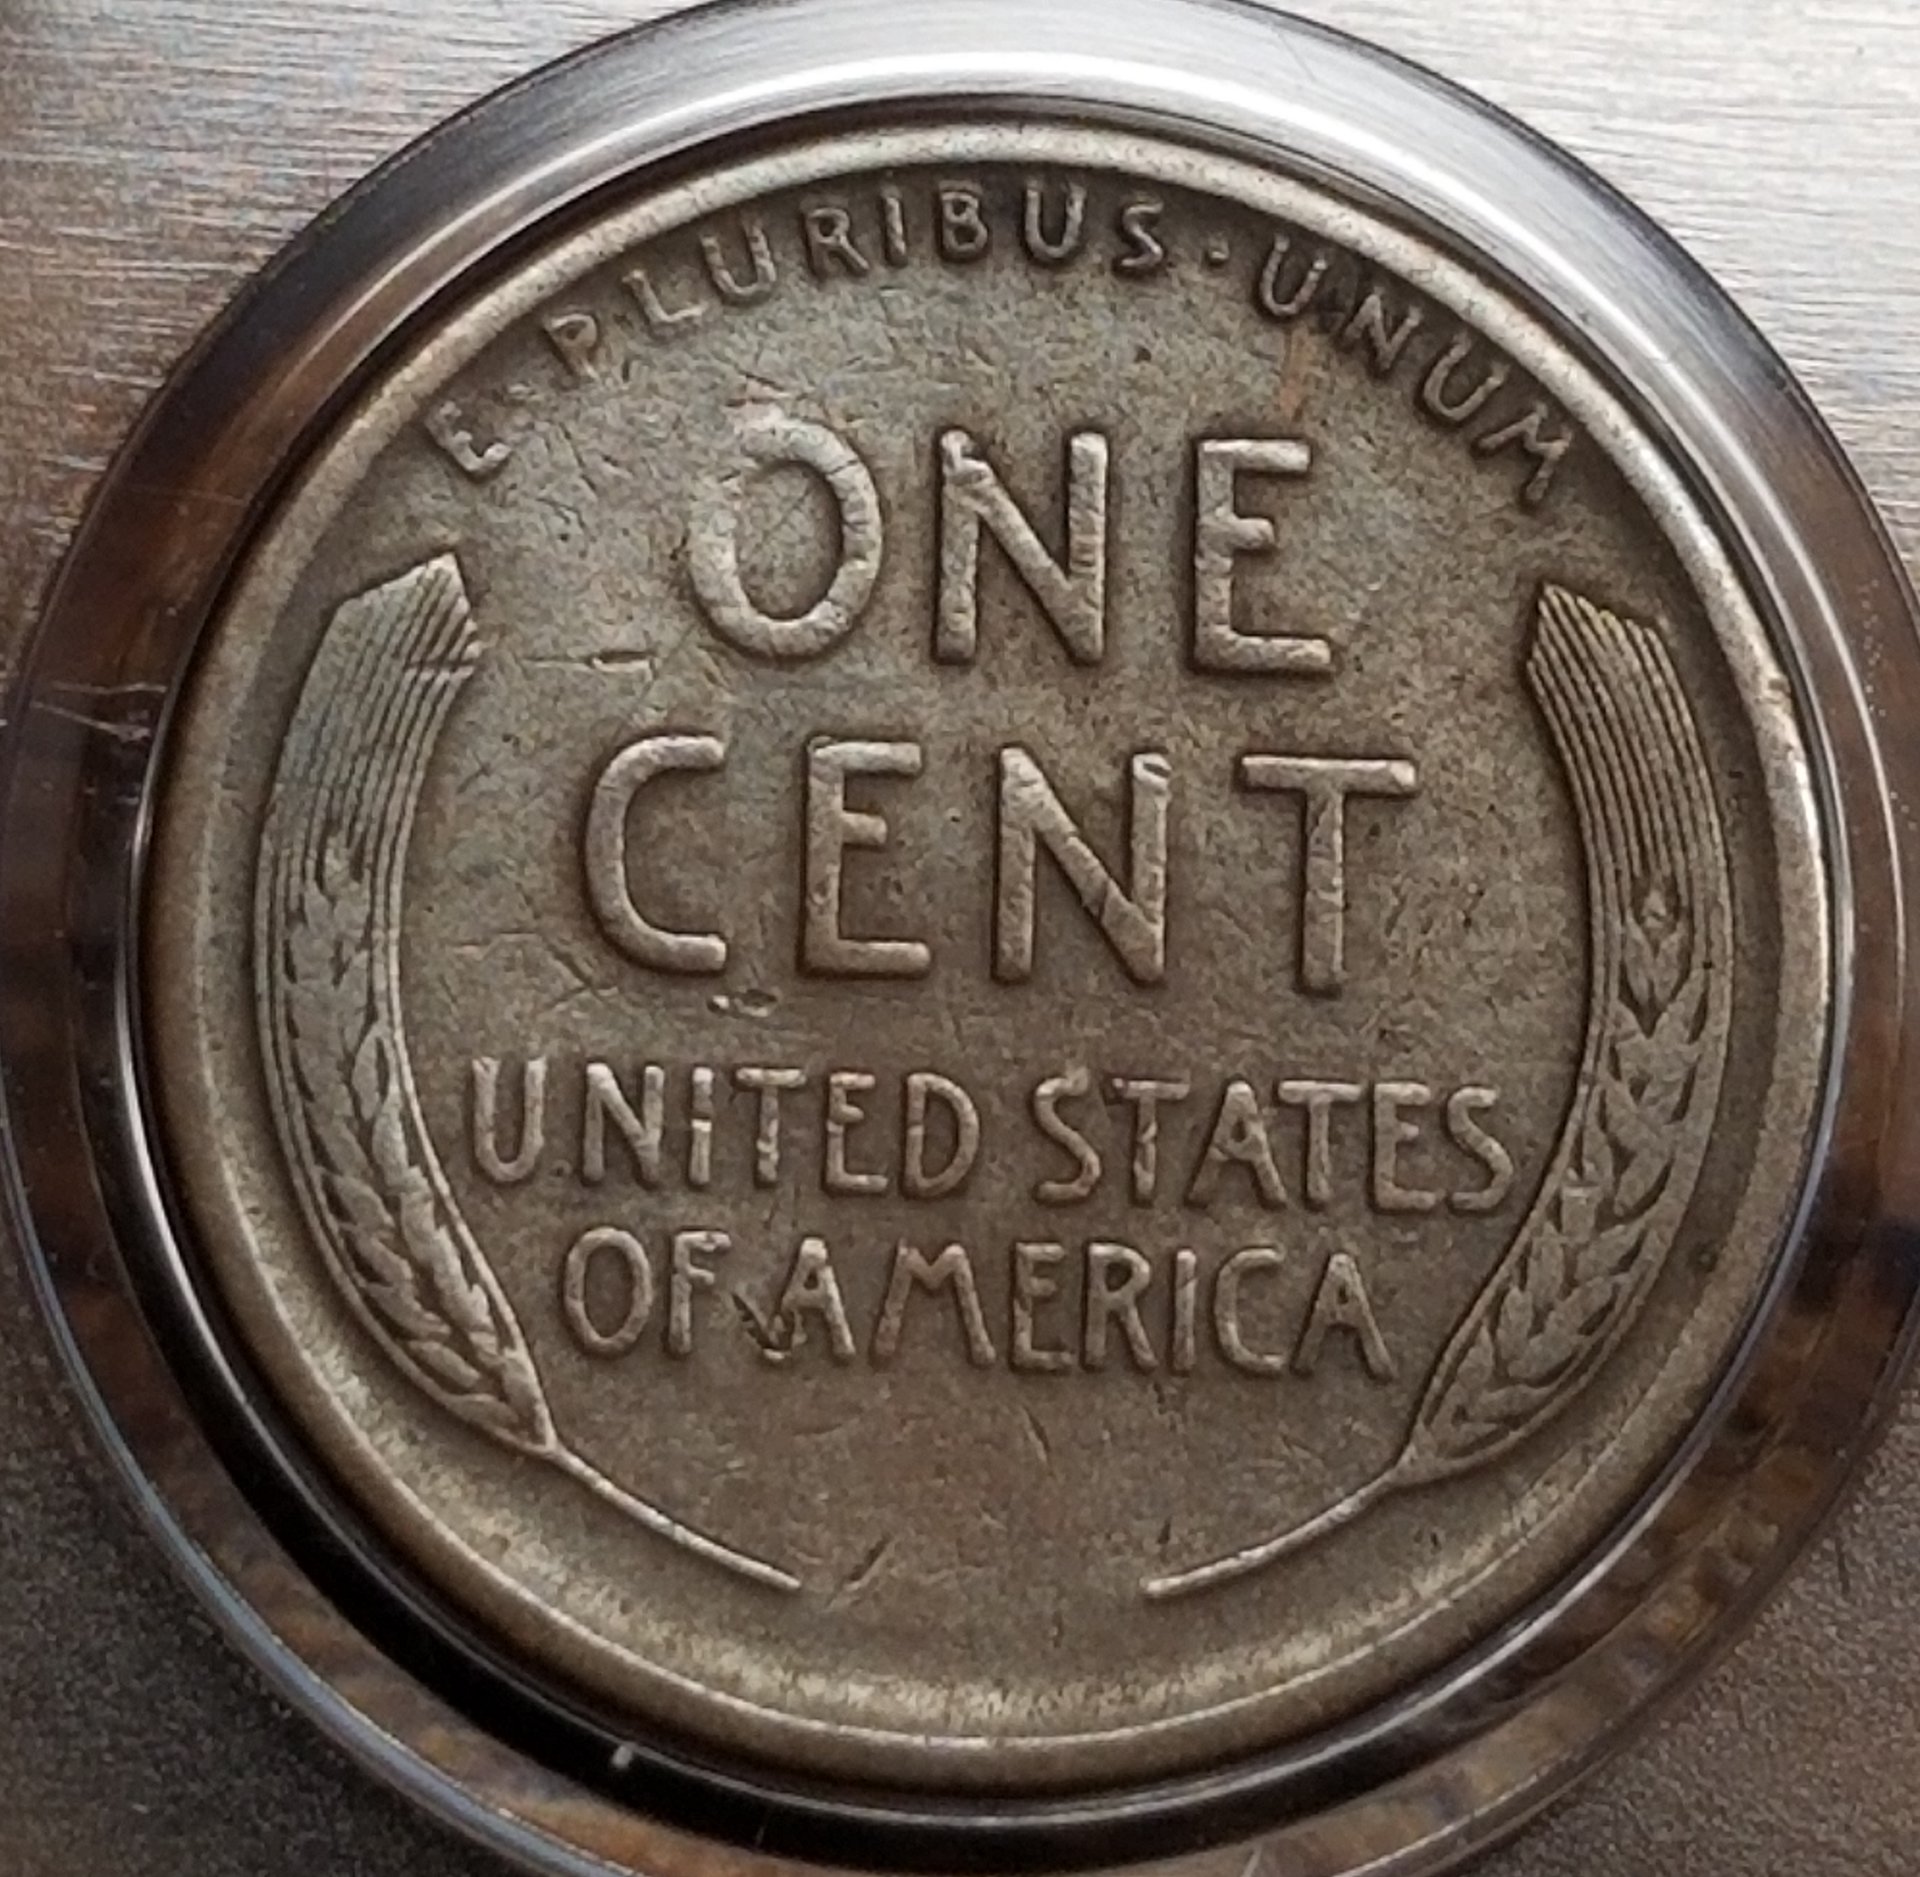 E·PLURIBUS·UNUM
ONE
CENT
UNITED STATES
OF AMERICA